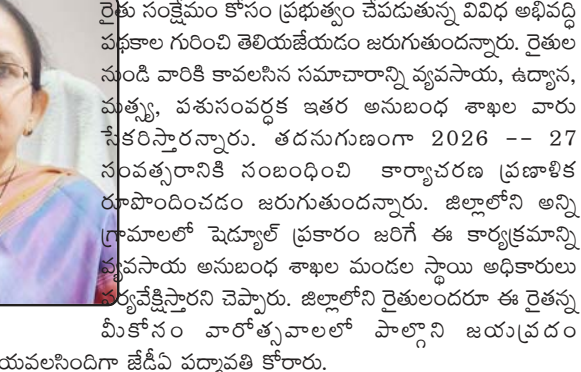 రైతు సంక్షేమం కోసం ప్రభుత్వం చేపడుతున్న వివిధ అభివృద్ధి
పథకాల గురించి తెలియజేయడం జరుగుతుందన్నారు. రైతుల
నుండి వారికి కావలసిన సమాచారాన్ని వ్యవసాయ, ఉద్యాన,
మత్స్య, పశుసంవర్ధక ఇతర అనుబంధ శాఖల వారు
సేకరిస్తారన్నారు. తదనుగుణంగా 2026 -- 27
సంవత్సరానికి సంబంధించి కార్యాచరణ ప్రణాళిక
రూపొందించడం జరుగుతుందన్నారు. జిల్లాలోని అన్ని
గ్రామాలలో షెడ్యూల్ ప్రకారం జరిగే ఈ కార్యక్రమాన్ని
వ్యవసాయ అనుబంధ శాఖల మండల స్థాయి అధికారులు
పర్యవేక్షిస్తారని చెప్పారు. జిల్లాలోని రైతులందరూ ఈ రైతన్న
మీకోసం వారోత్సవాలలో పాల్గొని జయప్రదం
యవలసిందిగా జేడీఏ పద్మావతి కోరారు.